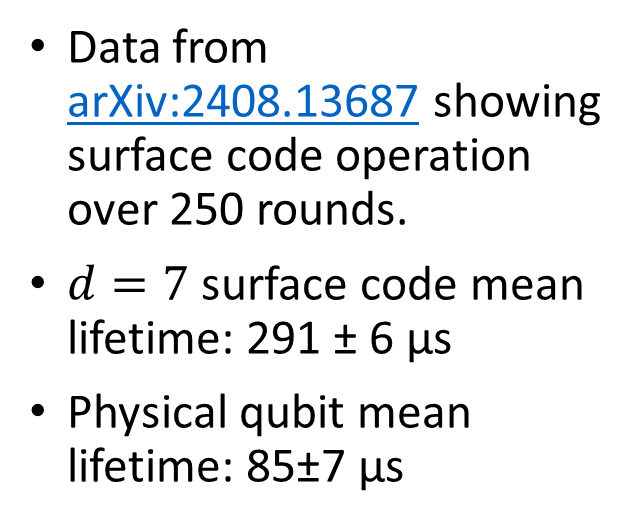 • Data from
arXiv:2408.13687 showing
surface code operation
over 250 rounds.
• d = 7 surface code mean
lifetime: 291 ± 6 μs
• Physical qubit mean
lifetime: 85±7 μs